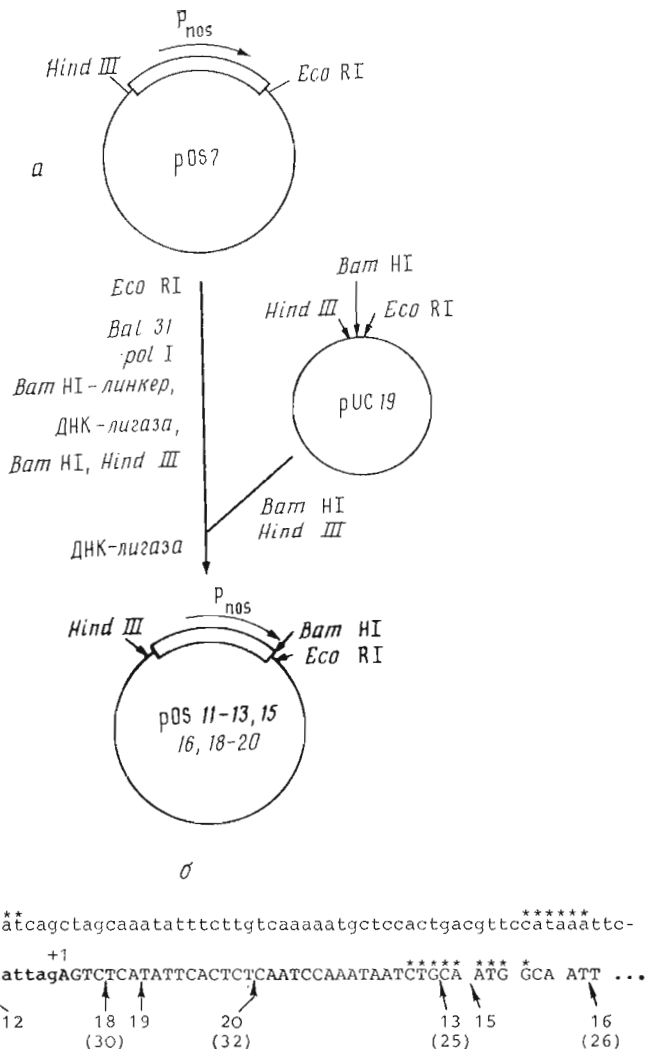 Pnos
Hind III
Eco RI
а
pOS7
Eco RI
Bal 31
pol I
Bam HI-линкер,
ДНК-лигаза,
Bam HI, Hind III
Bam HI
Hind III
Eco RI
pUC 19
Bam HI
Hind III
ДНК-лигаза
Pnos
Hind III
Bam HI
Eco RI
pOS 11-13, 15
16, 18-20
б
** ******
atcagctagcaaatatttcttgtcaaaaatgctccactgacgttccataaattc-
+1 ***** *** *
attagAGTCTCATATTCACTCTCAATCCAAATAATCTGCA ATG GCA ATT ...
12 18 19 20 13 15 16
(30) (32) (25) (26)